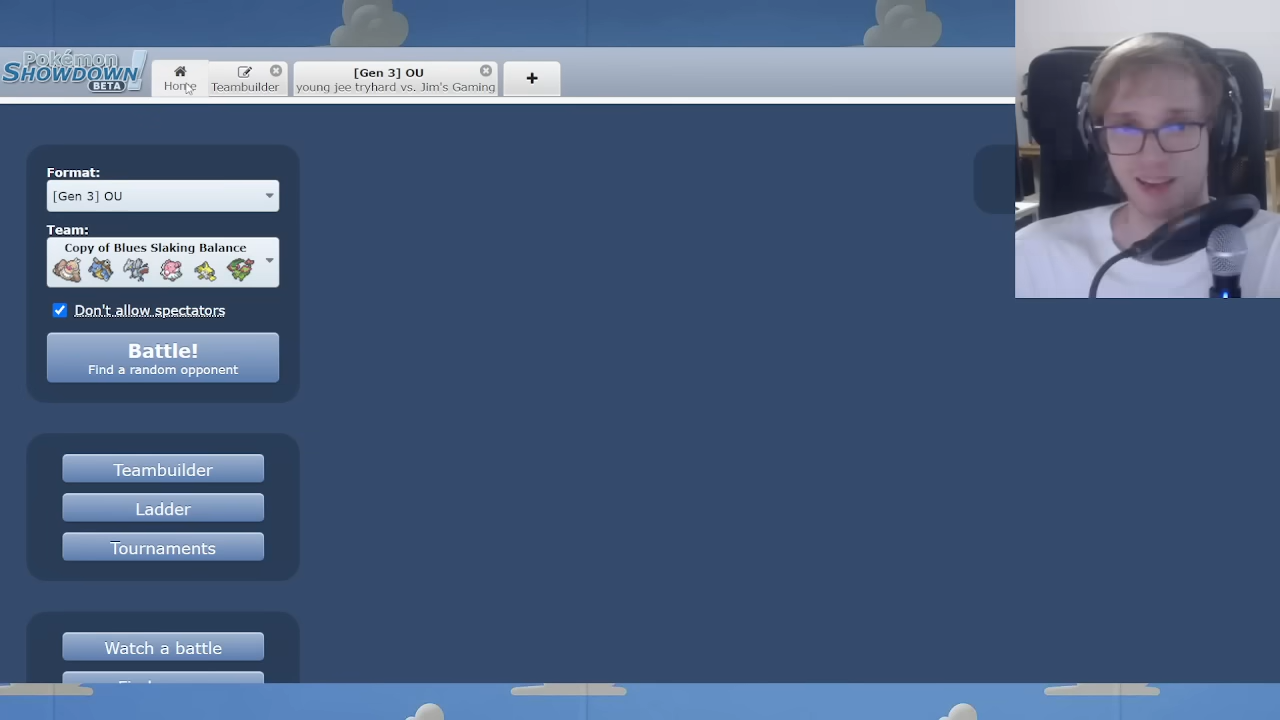 Pokémon
SHOWDOWN!
BETA
Home
Teambuilder
[Gen 3] OU
young jee tryhard vs. Jim's Gaming
+
Format:
[Gen 3] OU
Team:
Copy of Blues Slaking Balance
Don't allow spectators
Battle!
Find a random opponent
Teambuilder
Ladder
Tournaments
Watch a battle